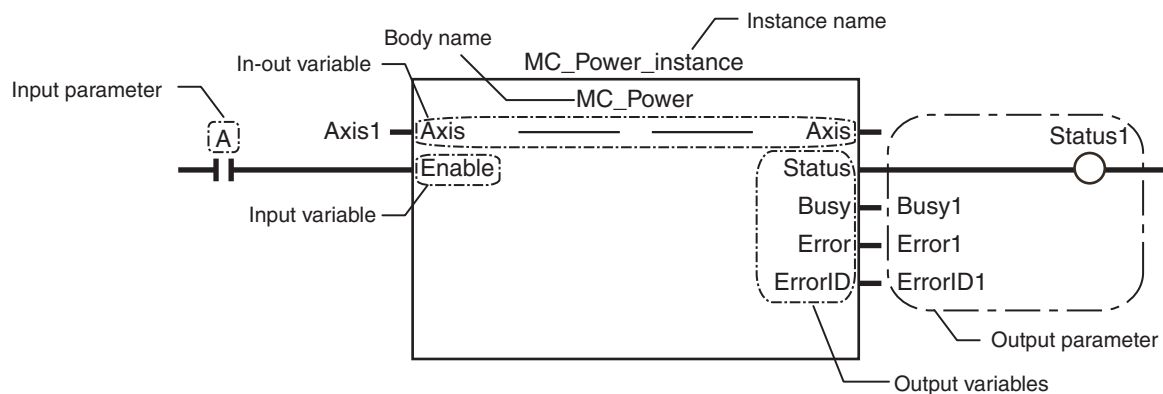 Instance name
Body name
MC_Power_instance
In-out variable
Input parameter
MC_Power
A
Axis1
Axis
Axis
Status1
Enable
Status
Input variable
Busy
Busy1
Error
Error1
ErrorID
ErrorID1
Output parameter
Output variables